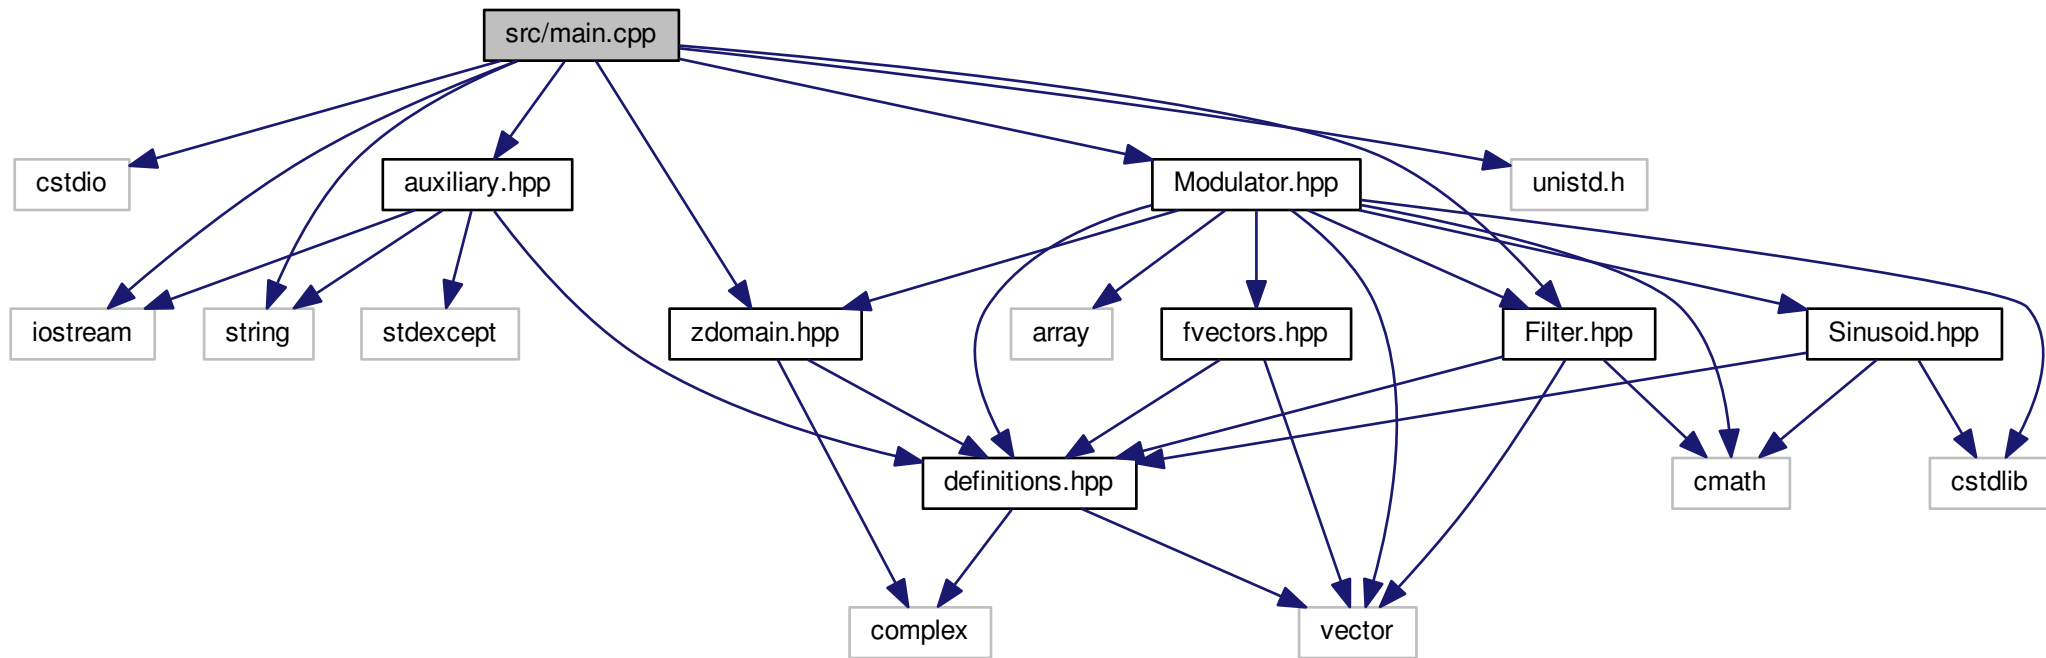 src/main.cpp
cstdio
auxiliary.hpp
Modulator.hpp
unistd.h
iostream
string
stdexcept
zdomain.hpp
array
fvectors.hpp
Filter.hpp
Sinusoid.hpp
definitions.hpp
cmath
cstdlib
complex
vector